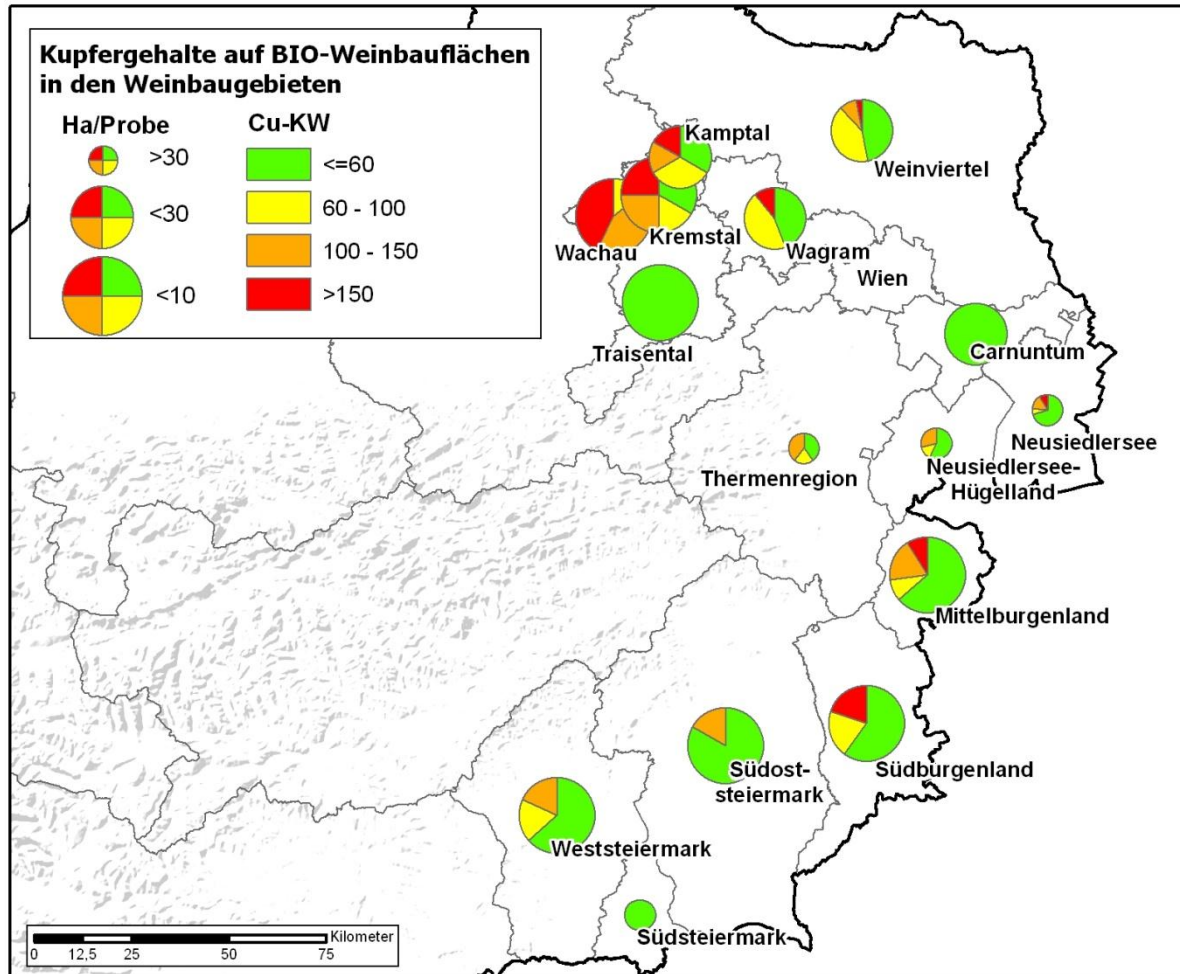 Kupfergehalte auf BIO-Weinbauflächen
in den Weinbaugebieten
Ha/Probe
Cu-KW
>30
<30
<10
<=60
60 - 100
100 - 150
>150
Kamptal
Weinviertel
Wachau
Kremstal
Wagram
Wien
Traisental
Carnuntum
Neusiedlersee
Thermenregion
Neusiedlersee-
Hügelland
Mittelburgenland
Südost-
steiermark
Südburgenland
Weststeiermark
Südsteiermark
Kilometer
0 12,5 25 50 75